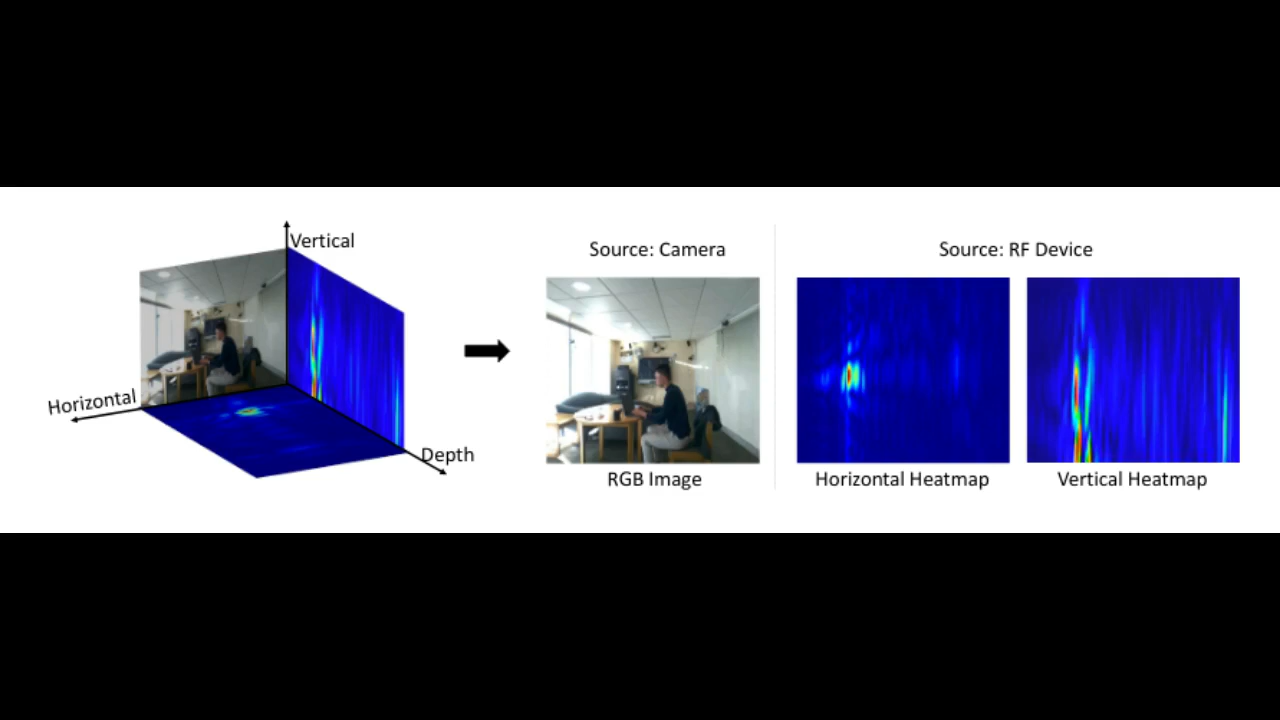 Vertical
Horizontal
Depth
Source: Camera
RGB Image
Source: RF Device
Horizontal Heatmap
Vertical Heatmap